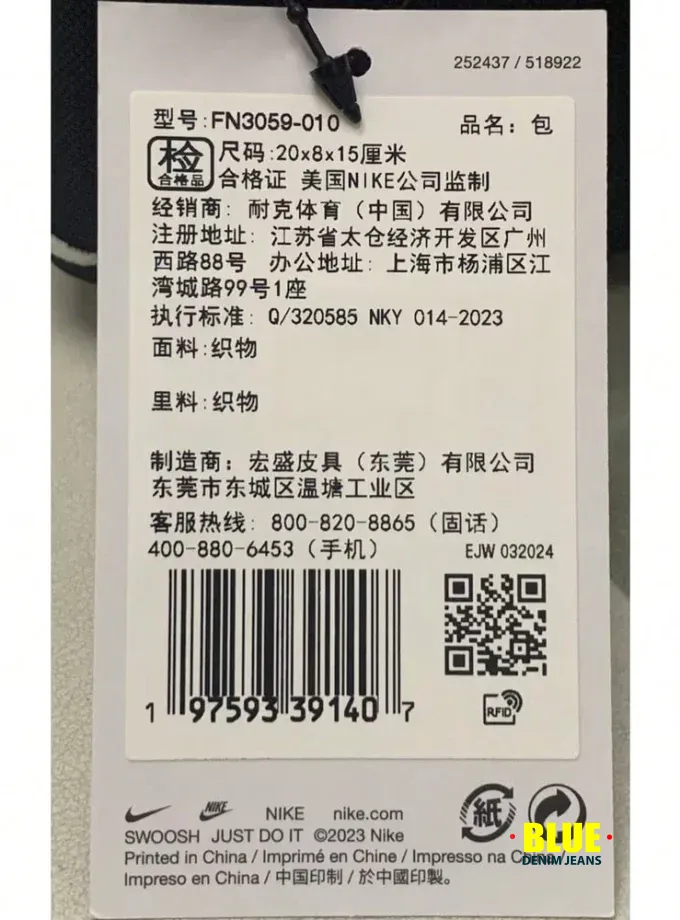 252437 / 518922
型号:FN3059-010 品名: 包
检 合格品
尺码:20x8x15厘米
合格证 美国NIKE公司监制
经销商: 耐克体育（中国）有限公司
注册地址: 江苏省太仓经济开发区广州
西路88号 办公地址: 上海市杨浦区江
湾城路99号1座
执行标准: Q/320585 NKY 014-2023
面料:织物
里料:织物
制造商: 宏盛皮具（东莞）有限公司
东莞市东城区温塘工业区
客服热线: 800-820-8865（固话）
400-880-6453（手机） EJW 032024
1 97593 39140 7
RFID
NIKE NIKE nike.com
紙
SWOOSH JUST DO IT ©2023 Nike
Printed in China / Imprimé en Chine / Impresso na China /
Impreso en China / 中国印制 / 於中國印製。
BLUE
DENIM JEANS